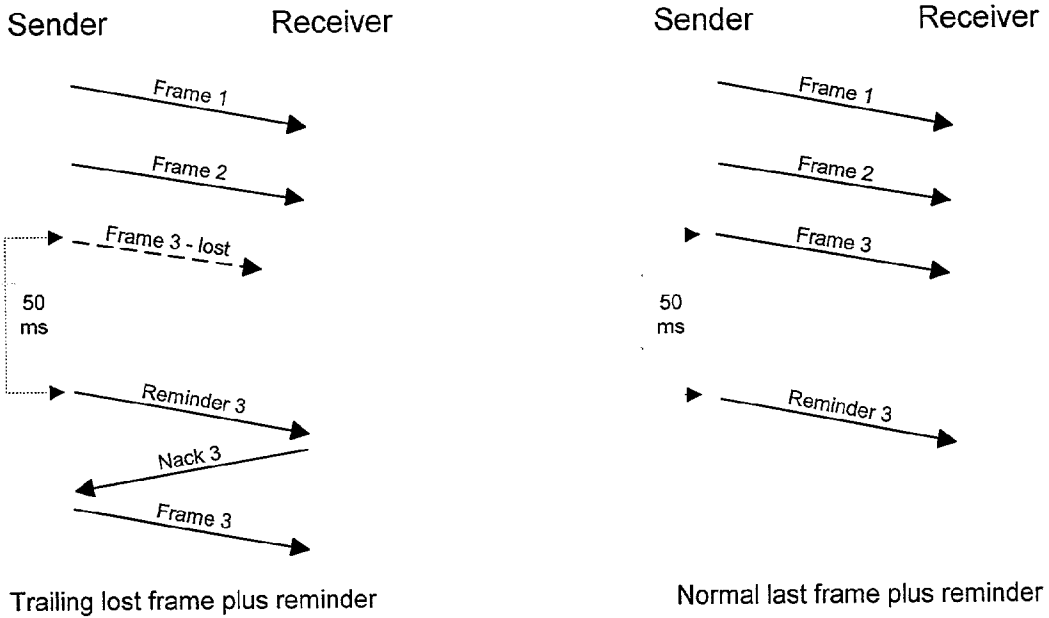 Sender
Receiver
Frame 1
Frame 2
Frame 3 - lost
50
ms
Reminder 3
Nack 3
Frame 3
Trailing lost frame plus reminder
Sender
Receiver
Frame 1
Frame 2
Frame 3
50
ms
Reminder 3
Normal last frame plus reminder